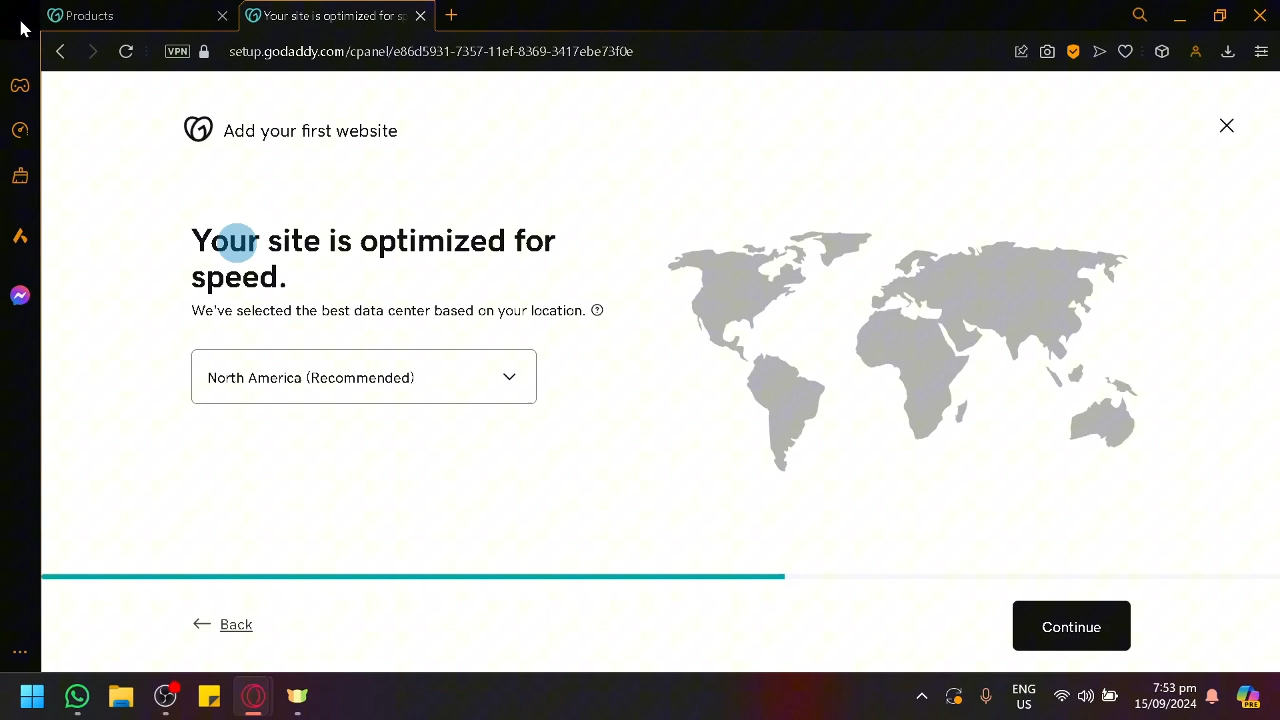 Products
Your site is optimized for sp
VPN
setup.godaddy.com/cpanel/e86d5931-7357-11ef-8369-3417ebe73f0e
Add your first website
Your site is optimized for
speed.
We've selected the best data center based on your location.
North America (Recommended)
Back
Continue
ENG
US
7:53 pm
15/09/2024
PRE